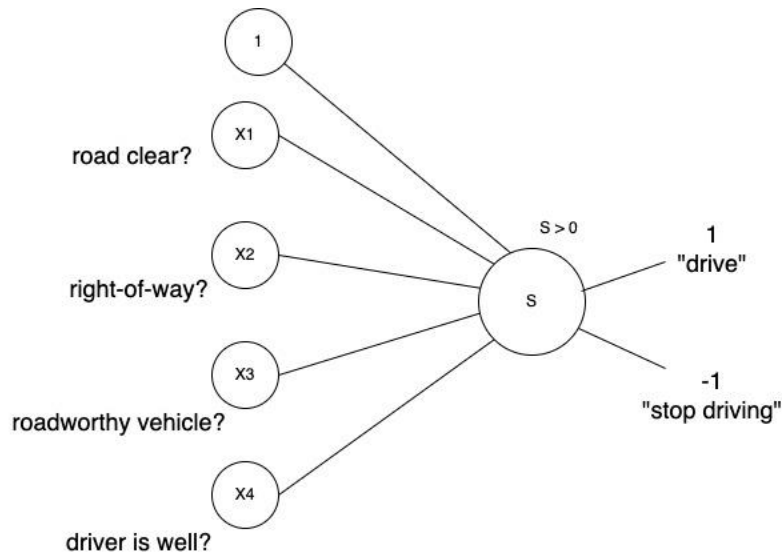 1
X1
road clear?
X2
right-of-way?
X3
roadworthy vehicle?
X4
driver is well?
S > 0
S
1
"drive"
-1
"stop driving"